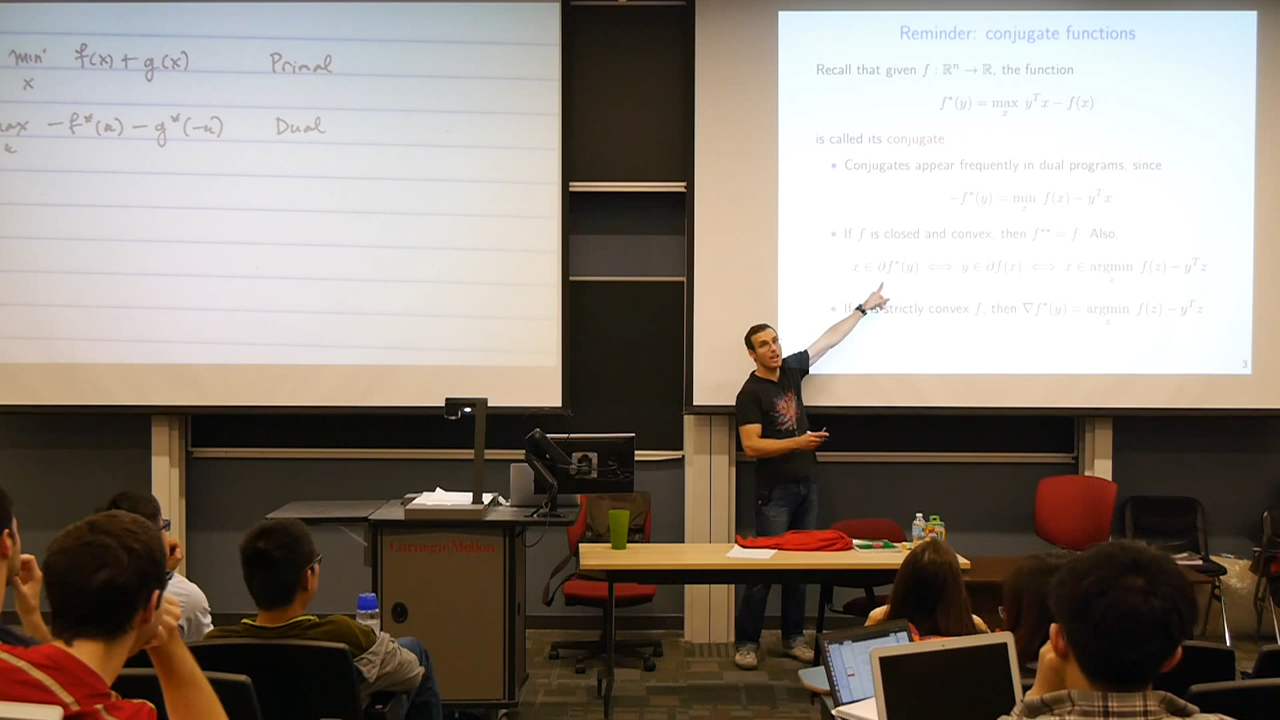 min f(x) + g(x) Primal
x
-f*(u) - g*(-u) Dual
u
Reminder: conjugate functions
Recall that given f : ℝⁿ → ℝ, the function
f*(y) = max yᵀx − f(x)
x
is called its conjugate
• Conjugates appear frequently in dual programs, since
−f*(y) = min f(x) − yᵀx
x
• If f is closed and convex, then f** = f. Also,
x ∈ ∂f*(y) ⟺ y ∈ ∂f(x) ⟺ x ∈ argmin f(z) − yᵀz
z
• If is strictly convex f, then ∇f*(y) = argmin f(z) − yᵀz
z
3
Carnegie Mellon